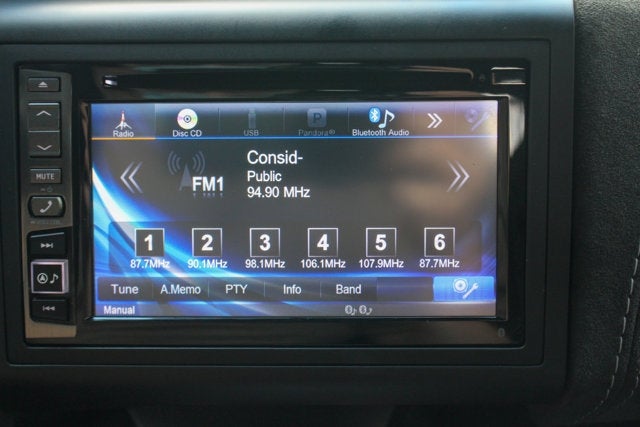 Radio Disc CD USB Pandora® Bluetooth Audio
P
Consid-
Public
94.90 MHz
FM1
MUTE
1 2 3 4 5 6
87.7MHz 90.1MHz 98.1MHz 106.1MHz 107.9MHz 87.7MHz
Tune A.Memo PTY Info Band
Manual